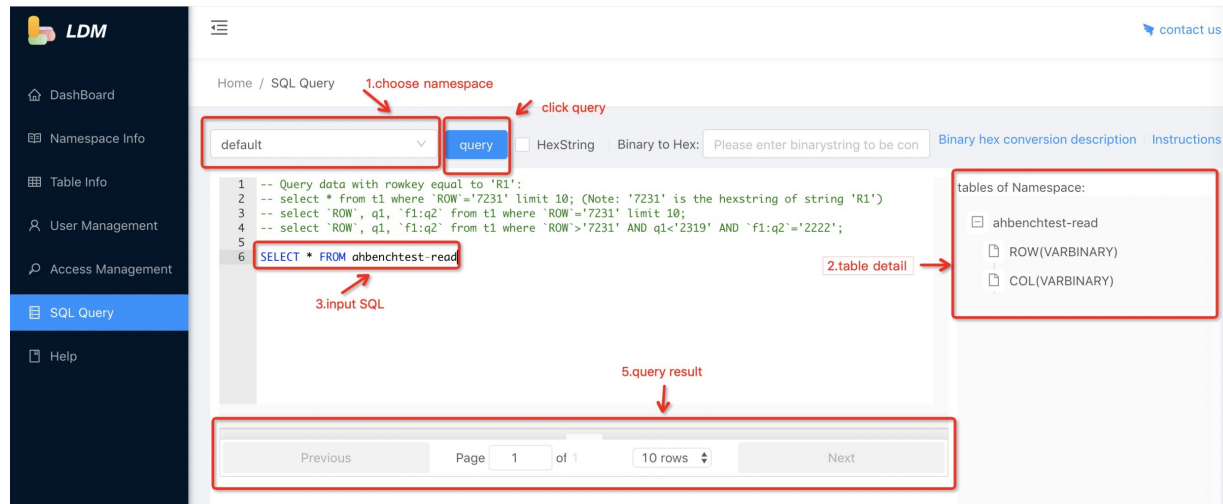 LDM
contact us
Home / SQL Query
1.choose namespace
click query
DashBoard
Namespace Info
Table Info
User Management
Access Management
SQL Query
Help
default
query
HexString
Binary to Hex:
Please enter binarystring to be con
Binary hex conversion description
Instructions
1 -- Query data with rowkey equal to 'R1':
2 -- select * from t1 where `ROW`='7231' limit 10; (Note: '7231' is the hexstring of string 'R1')
3 -- select `ROW`, q1, `f1:q2` from t1 where `ROW`='7231' limit 10;
4 -- select `ROW`, q1, `f1:q2` from t1 where `ROW`>'7231' AND q1<'2319' AND `f1:q2`='2222';
5
6 SELECT * FROM ahbenchtest-read
3.input SQL
2.table detail
tables of Namespace:
ahbenchtest-read
ROW(VARBINARY)
COL(VARBINARY)
5.query result
Previous
Page 1 of 1
10 rows
Next